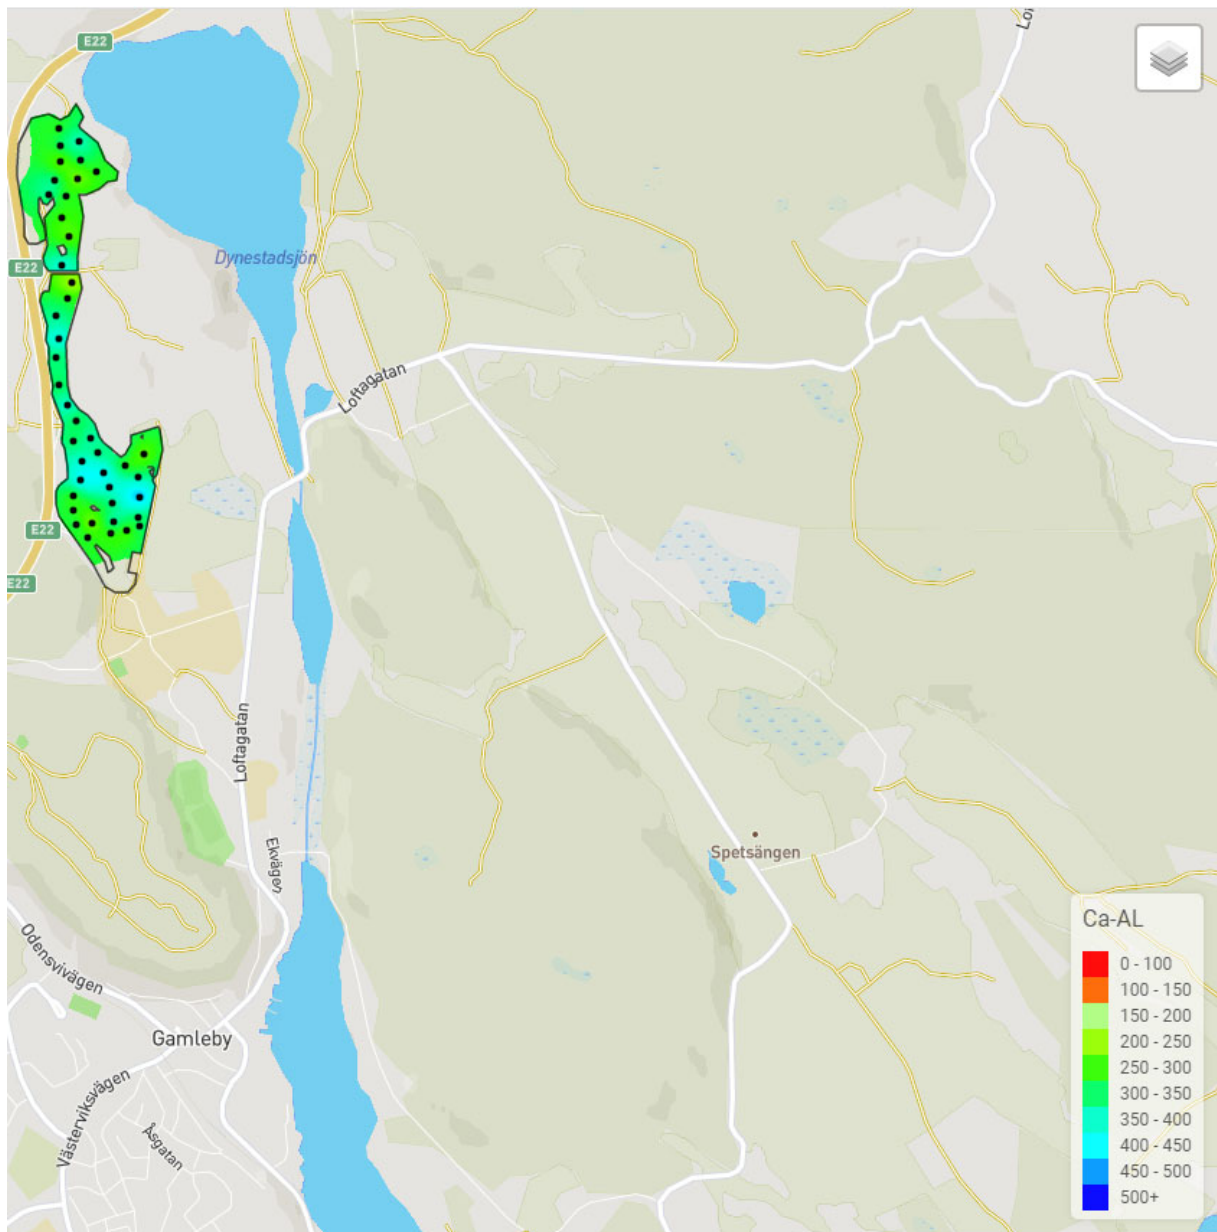 E22
Dynestadsjön
E22
Loftagatan
E22
E22
Loftagatan
Spetsängen
Ekvägen
Odensvivägen
Gamleby
Västerviksvägen
Åsgatan
Ca-AL
0 - 100
100 - 150
150 - 200
200 - 250
250 - 300
300 - 350
350 - 400
400 - 450
450 - 500
500+